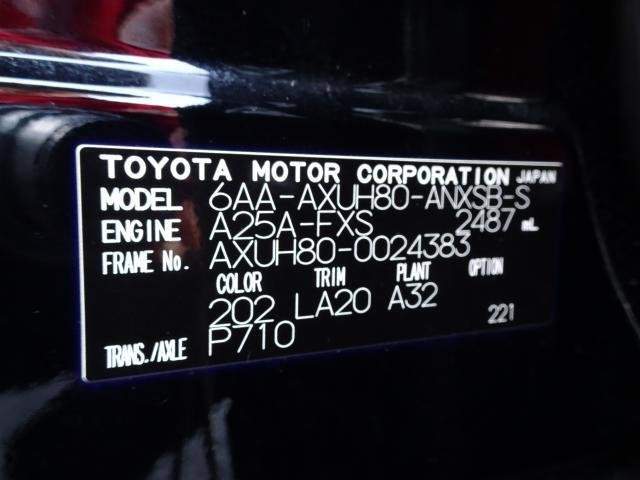 TOYOTA MOTOR CORPORATION JAPAN
MODEL 6AA-AXUH80-ANXSB-S
ENGINE A25A-FXS 2487 mL
FRAME No. AXUH80-0024383
COLOR TRIM PLANT OPTION
202 LA20 A32 221
TRANS./AXLE P710